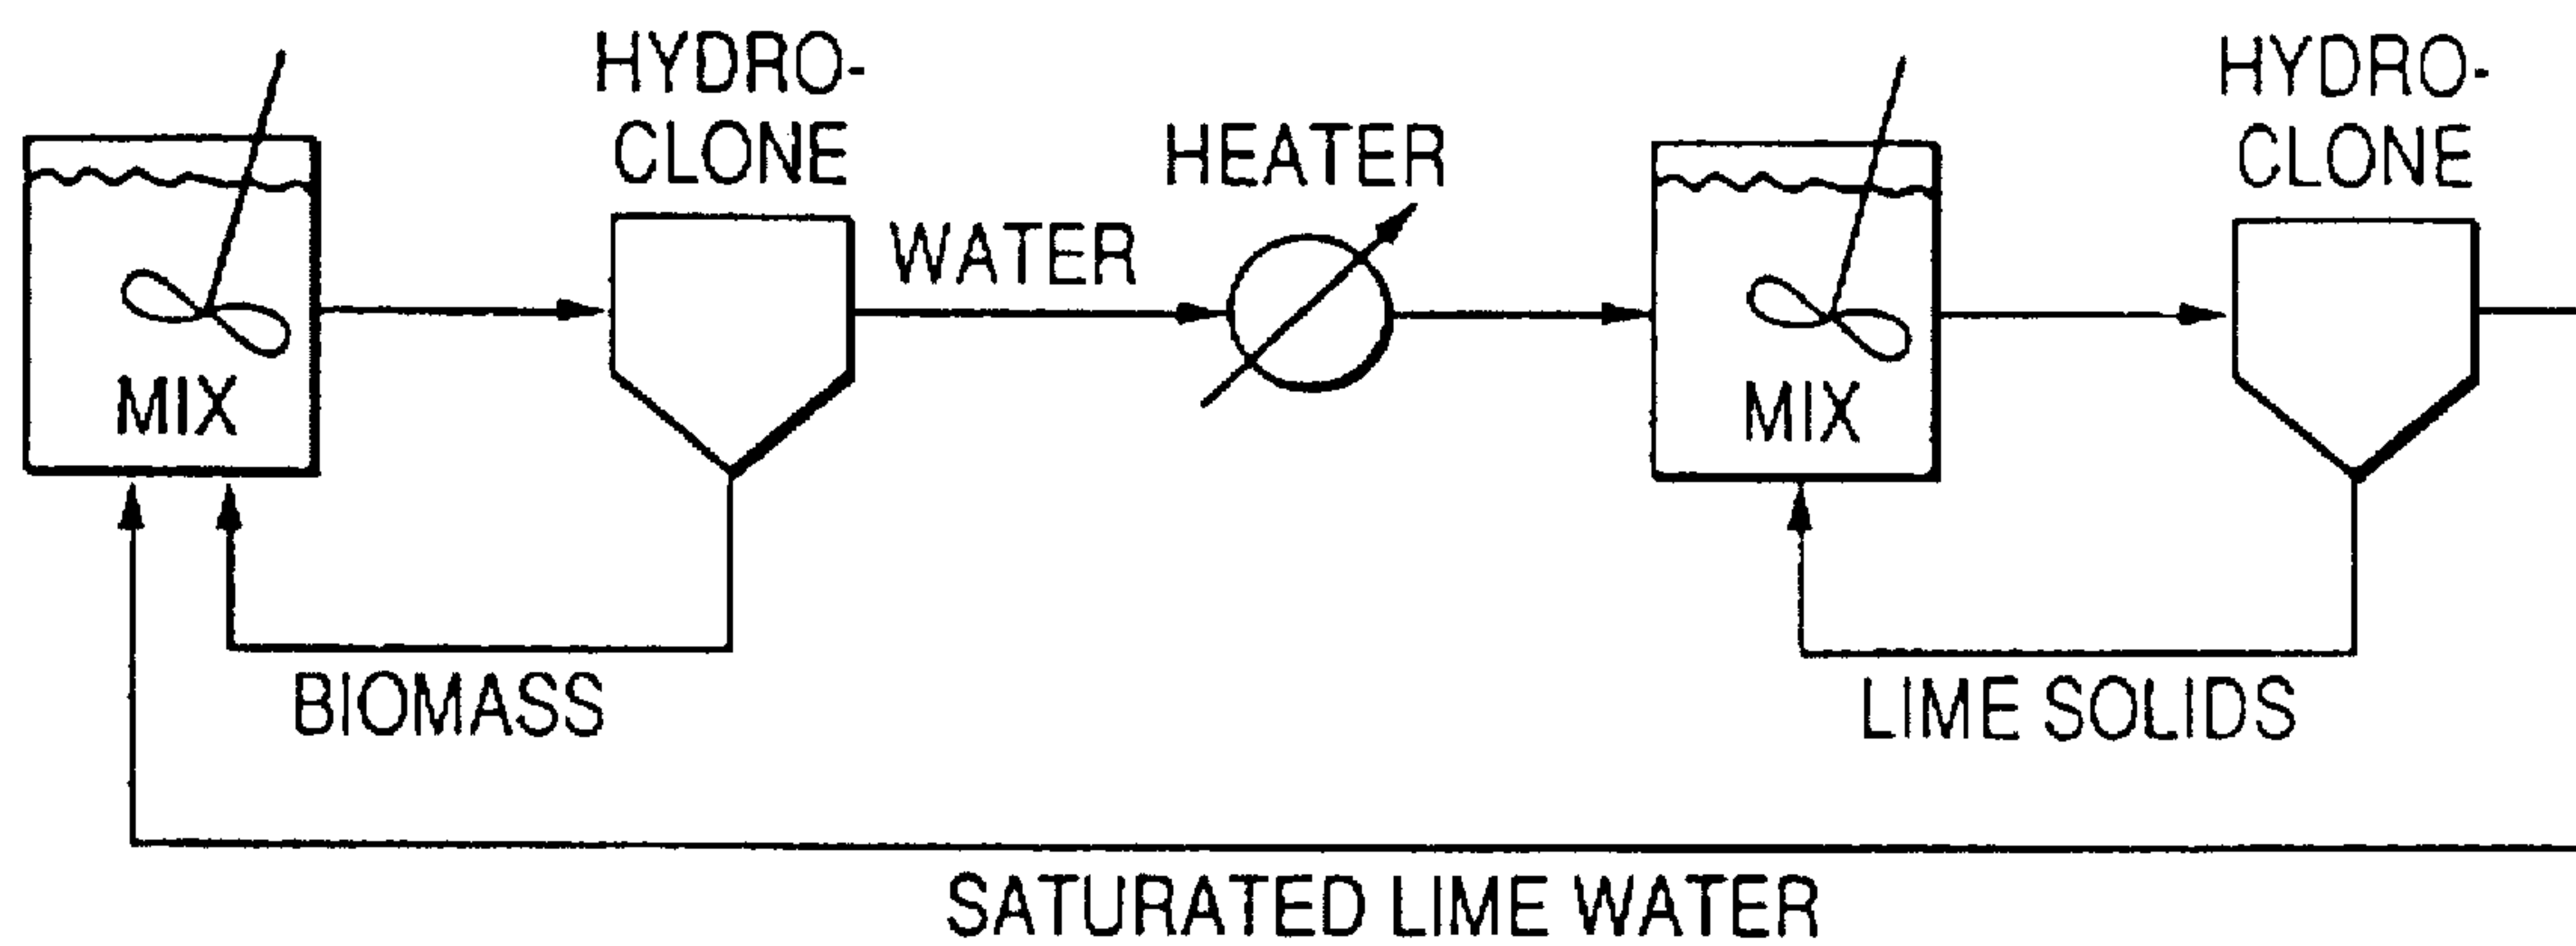 HYDRO-
CLONE
HEATER
WATER
MIX
BIOMASS
HYDRO-
CLONE
MIX
LIME SOLIDS
SATURATED LIME WATER